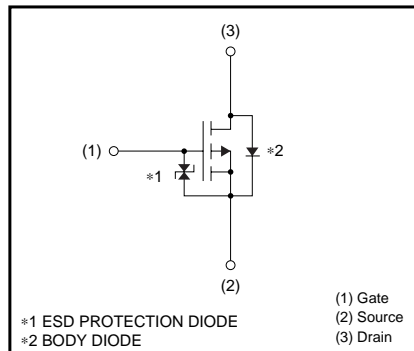 (3)
(1)
∗2
∗1
(2)
∗1 ESD PROTECTION DIODE
∗2 BODY DIODE
(1) Gate
(2) Source
(3) Drain